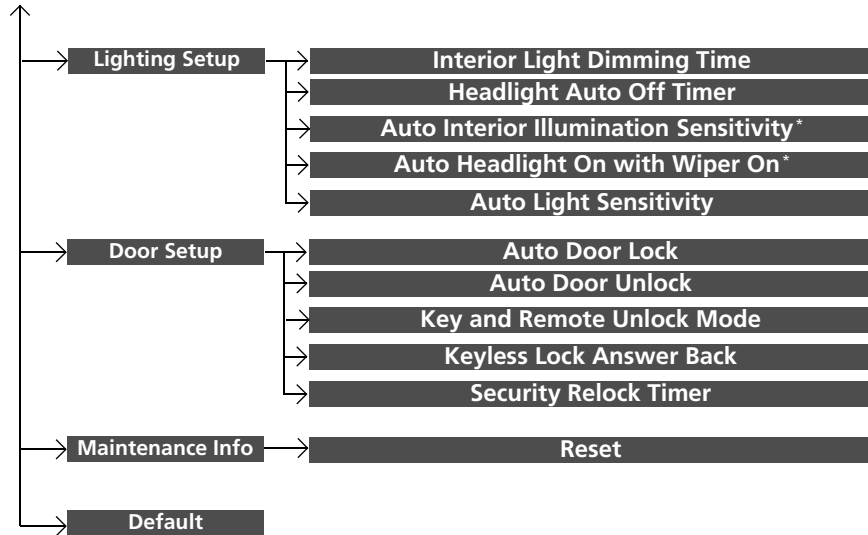 Lighting Setup
Interior Light Dimming Time
Headlight Auto Off Timer
Auto Interior Illumination Sensitivity*
Auto Headlight On with Wiper On*
Auto Light Sensitivity
Door Setup
Auto Door Lock
Auto Door Unlock
Key and Remote Unlock Mode
Keyless Lock Answer Back
Security Relock Timer
Maintenance Info
Reset
Default